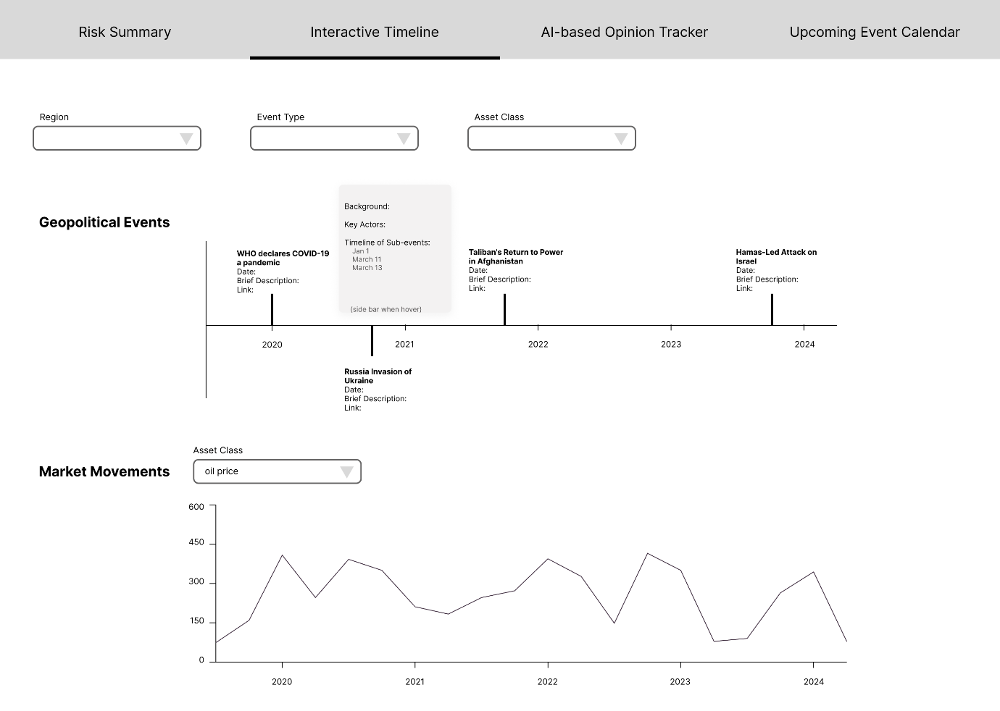 Risk Summary
Interactive Timeline
AI-based Opinion Tracker
Upcoming Event Calendar
Region
Event Type
Asset Class
Geopolitical Events
WHO declares COVID-19
a pandemic
Date:
Brief Description:
Link:
Background:
Key Actors:
Timeline of Sub-events:
Jan 1
March 11
March 13
(side bar when hover)
Taliban's Return to Power
in Afghanistan
Date:
Brief Description:
Link:
Hamas-Led Attack on
Israel
Date:
Brief Description:
Link:
2020
2021
2022
2023
2024
Russia Invasion of
Ukraine
Date:
Brief Description:
Link:
Market Movements
Asset Class
oil price
600
450
300
150
0
2020
2021
2022
2023
2024